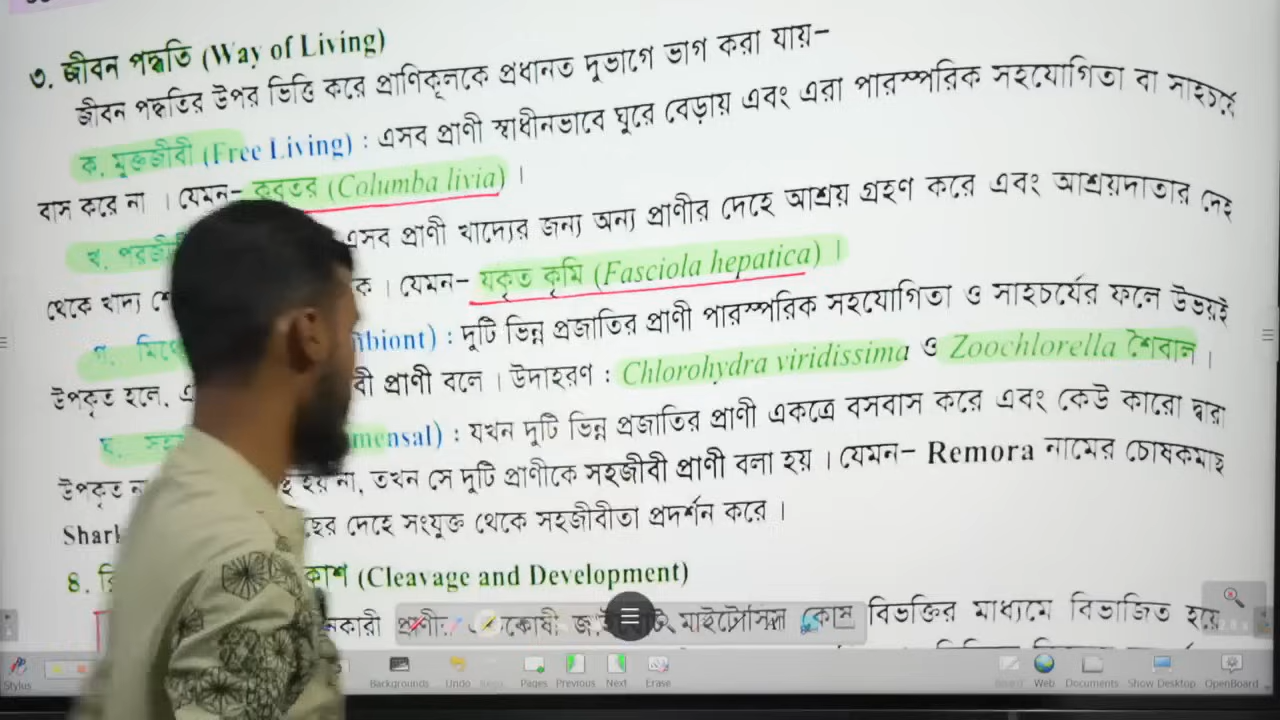 ৩. জীবন পদ্ধতি (Way of Living)
জীবন পদ্ধতির উপর ভিত্তি করে প্রাণিকূলকে প্রধানত দুভাগে ভাগ করা যায়–
ক. মুক্তজীবী (Free Living) : এসব প্রাণী স্বাধীনভাবে ঘুরে বেড়ায় এবং এরা পারস্পরিক সহযোগিতা বা সাহচর্যে
বাস করে না । যেমন– কবুতর (Columba livia) ।
খ. এসব প্রাণী খাদ্যের জন্য অন্য প্রাণীর দেহে আশ্রয় গ্রহণ করে এবং আশ্রয়দাতার দেহ
থেকে খাদ্য । যেমন– যকৃত কৃমি (Fasciola hepatica) ।
গ. : দুটি ভিন্ন প্রজাতির প্রাণী পারস্পরিক সহযোগিতা ও সাহচর্যের ফলে উভয়ই
উপকৃত হলে, প্রাণী বলে । উদাহরণ : Chlorohydra viridissima ও Zoochlorella শৈবাল ।
ঘ. : যখন দুটি ভিন্ন প্রজাতির প্রাণী একত্রে বসবাস করে এবং কেউ কারো দ্বারা
উপকৃত না, তখন সে দুটি প্রাণীকে সহজীবী প্রাণী বলা হয় । যেমন– Remora নামের চোষকমাছ
দেহে সংযুক্ত থেকে সহজীবীতা প্রদর্শন করে ।
৪. (Cleavage and Development)
কোষ বিভক্তির মাধ্যমে বিভাজিত হয়ে
Stylus Backgrounds Undo Pages Previous Next Erase Board Web Documents Show Desktop OpenBoard